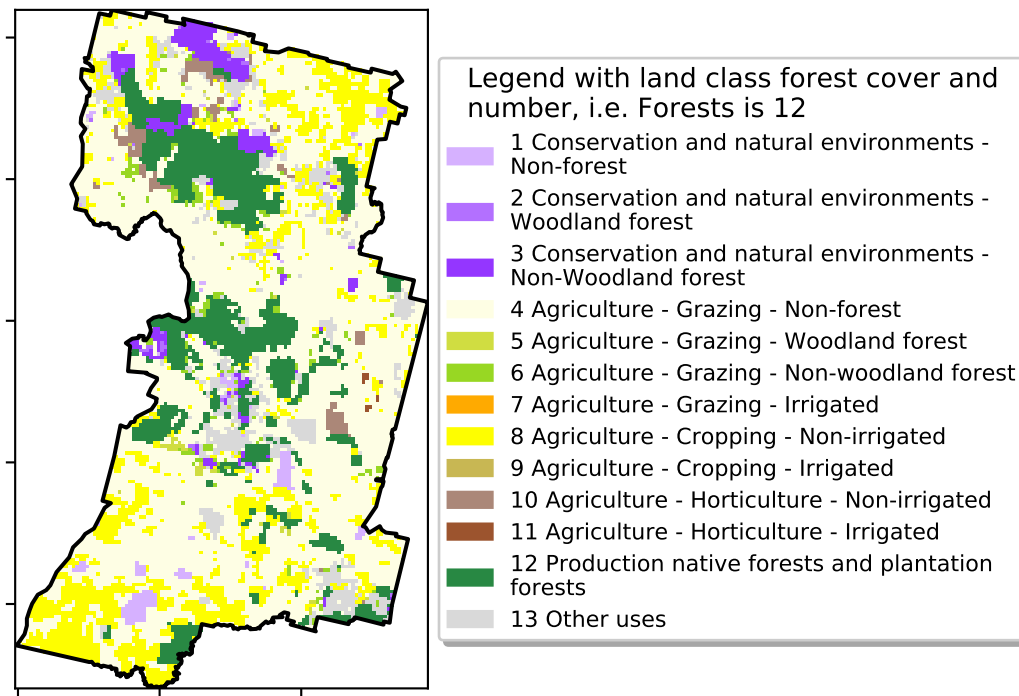 Legend with land class forest cover and
number, i.e. Forests is 12
1 Conservation and natural environments -
Non-forest
2 Conservation and natural environments -
Woodland forest
3 Conservation and natural environments -
Non-Woodland forest
4 Agriculture - Grazing - Non-forest
5 Agriculture - Grazing - Woodland forest
6 Agriculture - Grazing - Non-woodland forest
7 Agriculture - Grazing - Irrigated
8 Agriculture - Cropping - Non-irrigated
9 Agriculture - Cropping - Irrigated
10 Agriculture - Horticulture - Non-irrigated
11 Agriculture - Horticulture - Irrigated
12 Production native forests and plantation
forests
13 Other uses